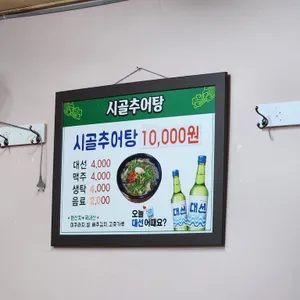 시골추어탕
시골추어탕 10,000원
대선 4,000
맥주 4,000
생탁 4,000
음료 2,000
대선
대선
오늘
대선 어때요?